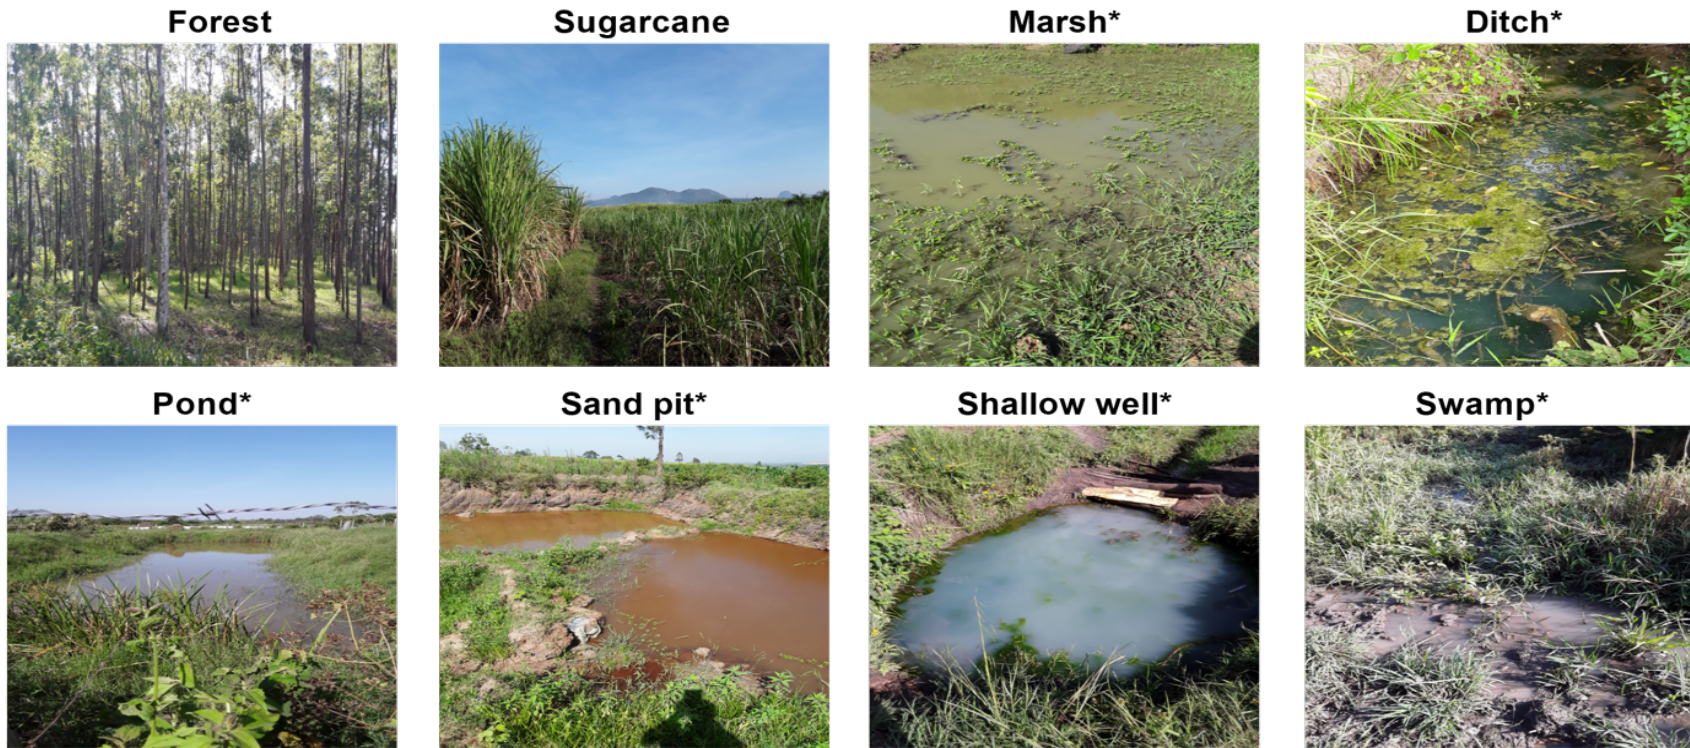 Forest
Sugarcane
Marsh*
Ditch*
Pond*
Sand pit*
Shallow well*
Swamp*